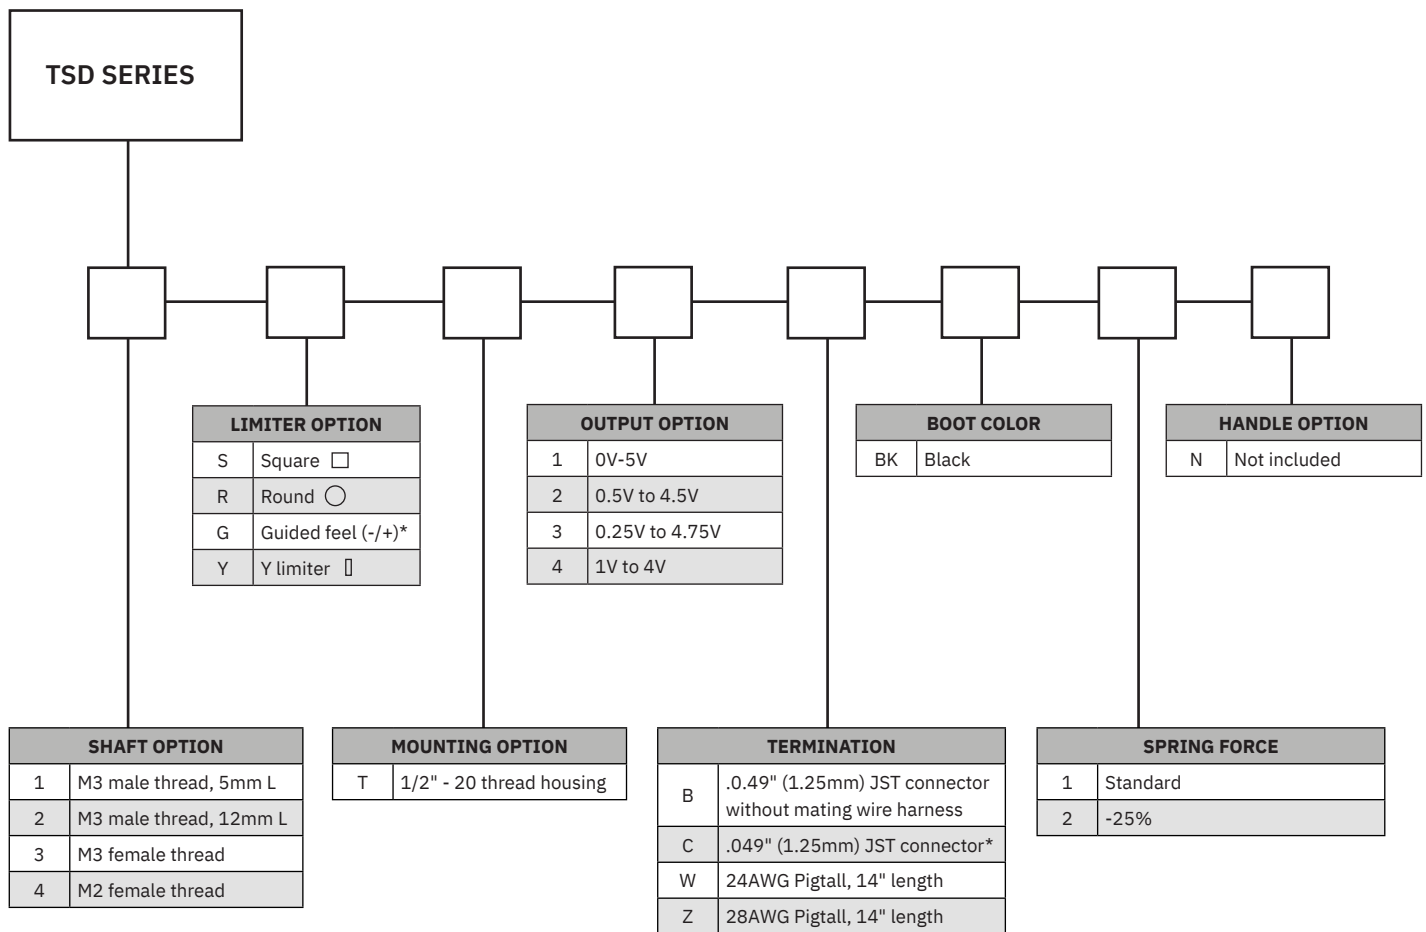 TSD SERIES
LIMITER OPTION
S Square
R Round
G Guided feel (-/+)*
Y Y limiter
OUTPUT OPTION
1 0V-5V
2 0.5V to 4.5V
3 0.25V to 4.75V
4 1V to 4V
BOOT COLOR
BK Black
HANDLE OPTION
N Not included
SHAFT OPTION
1 M3 male thread, 5mm L
2 M3 male thread, 12mm L
3 M3 female thread
4 M2 female thread
MOUNTING OPTION
T 1/2" - 20 thread housing
TERMINATION
B .0.49" (1.25mm) JST connector
without mating wire harness
C .049" (1.25mm) JST connector*
W 24AWG Pigtall, 14" length
Z 28AWG Pigtall, 14" length
SPRING FORCE
1 Standard
2 -25%